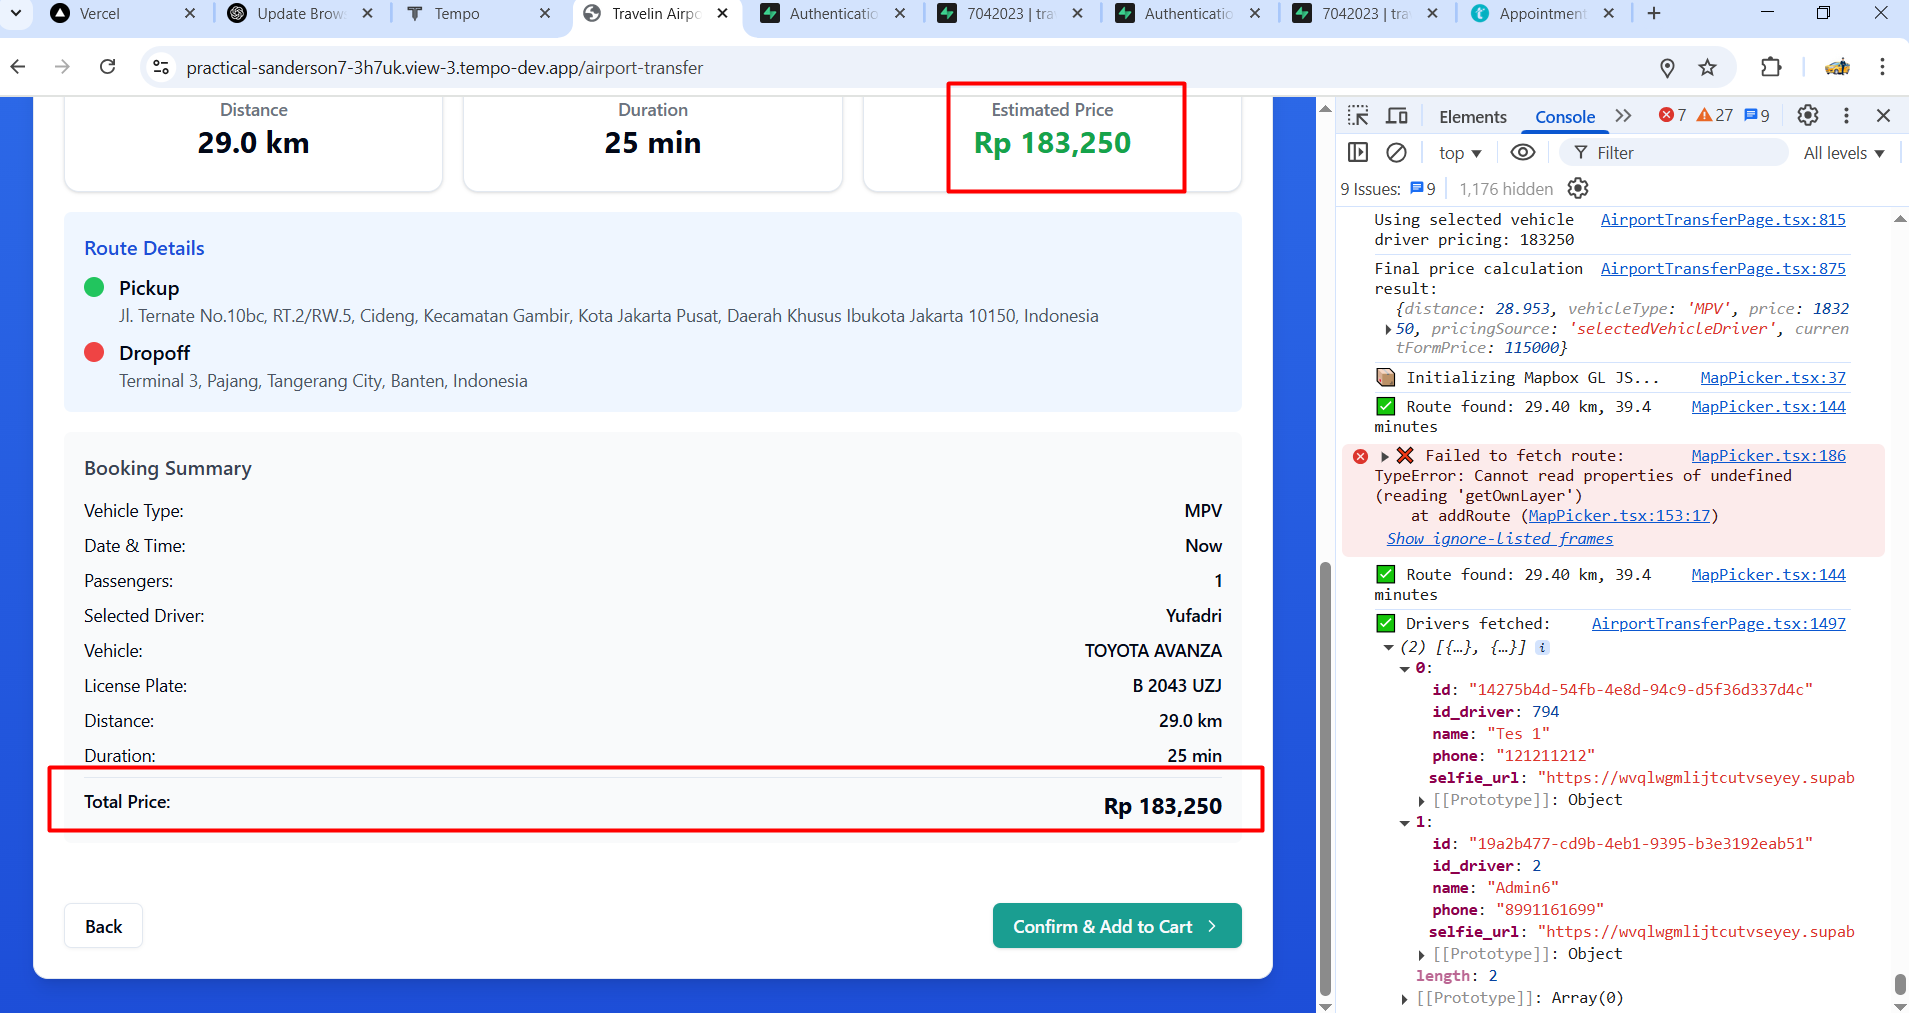 Vercel
Update Brow
Tempo
Travelin Airpo
Authenticatio
7042023 | tra
Authenticatio
7042023 | tra
Appointment
practical-sanderson7-3h7uk.view-3.tempo-dev.app/airport-transfer
Distance
29.0 km
Duration
25 min
Estimated Price
Rp 183,250
Route Details
Pickup
Jl. Ternate No.10bc, RT.2/RW.5, Cideng, Kecamatan Gambir, Kota Jakarta Pusat, Daerah Khusus Ibukota Jakarta 10150, Indonesia
Dropoff
Terminal 3, Pajang, Tangerang City, Banten, Indonesia
Booking Summary
Vehicle Type: MPV
Date & Time: Now
Passengers: 1
Selected Driver: Yufadri
Vehicle: TOYOTA AVANZA
License Plate: B 2043 UZJ
Distance: 29.0 km
Duration: 25 min
Total Price: Rp 183,250
Back
Confirm & Add to Cart
Elements Console 7 27 9
top Filter All levels
9 Issues: 9 1,176 hidden
Using selected vehicle AirportTransferPage.tsx:815
driver pricing: 183250
Final price calculation AirportTransferPage.tsx:875
result:
{distance: 28.953, vehicleType: 'MPV', price: 1832
50, pricingSource: 'selectedVehicleDriver', curren
tFormPrice: 115000}
Initializing Mapbox GL JS... MapPicker.tsx:37
Route found: 29.40 km, 39.4 MapPicker.tsx:144
minutes
Failed to fetch route: MapPicker.tsx:186
TypeError: Cannot read properties of undefined
(reading 'getOwnLayer')
at addRoute (MapPicker.tsx:153:17)
Show ignore-listed frames
Route found: 29.40 km, 39.4 MapPicker.tsx:144
minutes
Drivers fetched: AirportTransferPage.tsx:1497
(2) [{…}, {…}] i
0:
id: "14275b4d-54fb-4e8d-94c9-d5f36d337d4c"
id_driver: 794
name: "Tes 1"
phone: "121211212"
selfie_url: "https://wvqlwgmlijtcutvseyey.supab
[[Prototype]]: Object
1:
id: "19a2b477-cd9b-4eb1-9395-b3e3192eab51"
id_driver: 2
name: "Admin6"
phone: "8991161699"
selfie_url: "https://wvqlwgmlijtcutvseyey.supab
[[Prototype]]: Object
length: 2
[[Prototype]]: Array(0)